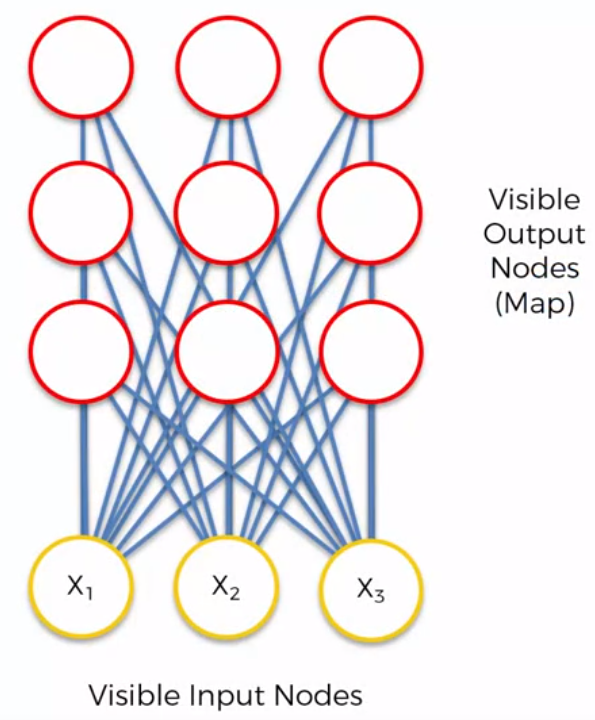 Visible
Output
Nodes
(Map)
X₁ X₂ X₃
Visible Input Nodes